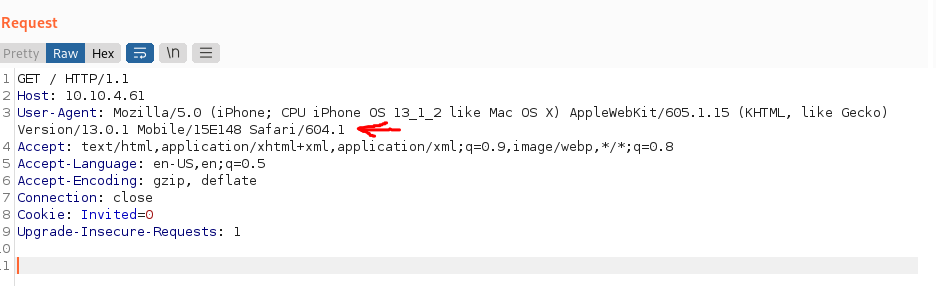 Request
Pretty Raw Hex \n
1 GET / HTTP/1.1
2 Host: 10.10.4.61
3 User-Agent: Mozilla/5.0 (iPhone; CPU iPhone OS 13_1_2 like Mac OS X) AppleWebKit/605.1.15 (KHTML, like Gecko)
Version/13.0.1 Mobile/15E148 Safari/604.1
4 Accept: text/html,application/xhtml+xml,application/xml;q=0.9,image/webp,*/*;q=0.8
5 Accept-Language: en-US,en;q=0.5
6 Accept-Encoding: gzip, deflate
7 Connection: close
8 Cookie: Invited=0
9 Upgrade-Insecure-Requests: 1
0
1